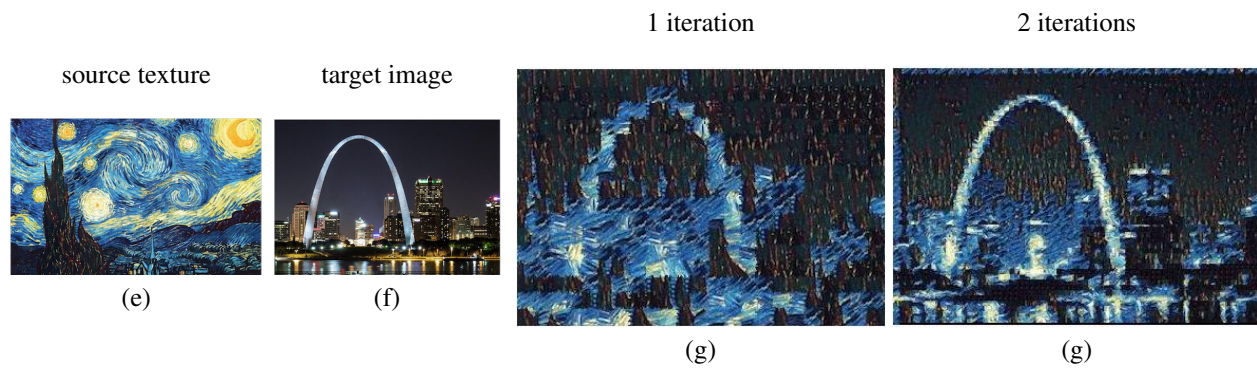 1 iteration
2 iterations
source texture
target image
(e)
(f)
(g)
(g)